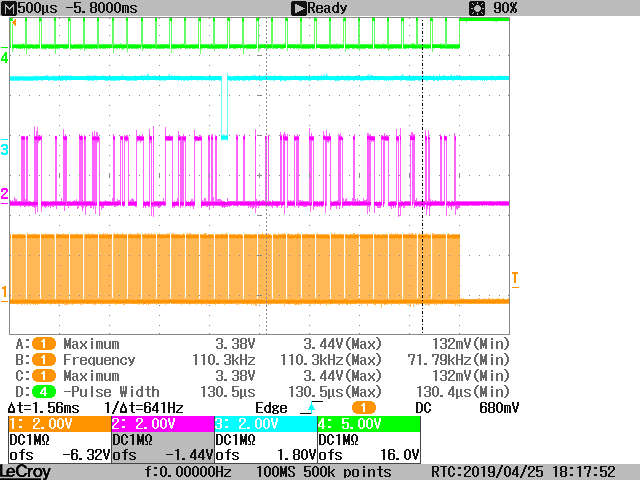 M 500µs -5.8000ms Ready 90%
4
3
2
T
1
A: 1 Maximum 3.38V 3.44V(Max) 132mV(Min)
B: 1 Frequency 110.3kHz 110.3kHz(Max) 71.79kHz(Min)
C: 1 Maximum 3.38V 3.44V(Max) 132mV(Min)
D: 4 -Pulse Width 130.5µs 130.5µs(Max) 130.4µs(Min)
Δt=1.56ms 1/Δt=641Hz Edge 1 DC 680mV
1: 2.00V 2: 2.00V 3: 2.00V 4: 5.00V
DC1MΩ DC1MΩ DC1MΩ DC1MΩ
ofs -6.32V ofs -1.44V ofs 1.80V ofs 16.0V
LeCroy f:0.00000Hz 100MS 500k points RTC:2019/04/25 18:17:52